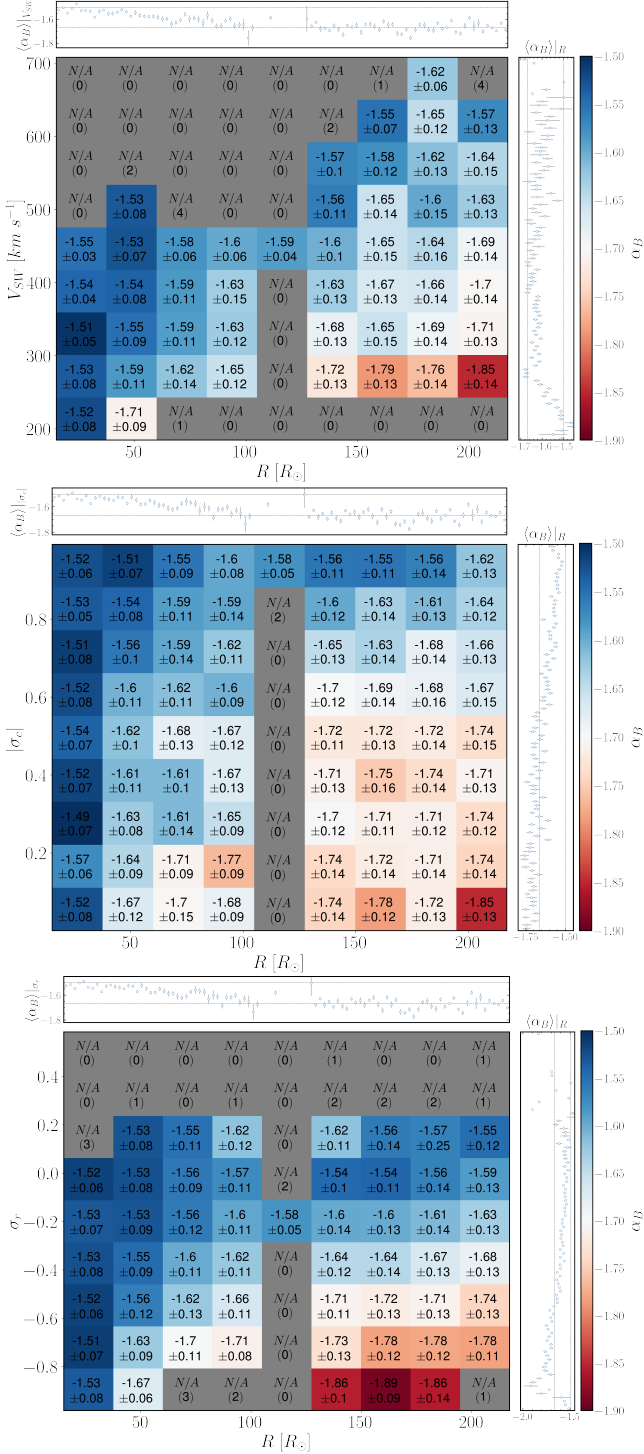 ⟨α_B⟩|_{V_SW}
−1.6
−1.8
⟨α_B⟩|_R
700
N/A N/A N/A N/A N/A N/A N/A -1.62 N/A
(0) (0) (0) (0) (0) (0) (1) ±0.06 (4)
600
N/A N/A N/A N/A N/A N/A -1.55 -1.65 -1.57
(0) (0) (0) (0) (0) (2) ±0.07 ±0.12 ±0.13
N/A N/A N/A N/A N/A -1.57 -1.58 -1.62 -1.64
(0) (2) (0) (0) (0) ±0.1 ±0.12 ±0.13 ±0.15
500
N/A -1.53 N/A N/A N/A -1.56 -1.65 -1.6 -1.63
(0) ±0.08 (4) (0) (0) ±0.11 ±0.14 ±0.15 ±0.13
-1.55 -1.53 -1.58 -1.6 -1.59 -1.6 -1.65 -1.69 -1.69
±0.03 ±0.07 ±0.06 ±0.06 ±0.04 ±0.1 ±0.15 ±0.14 ±0.14
400
-1.54 -1.54 -1.59 -1.63 N/A -1.63 -1.67 -1.66 -1.7
±0.04 ±0.08 ±0.11 ±0.15 (0) ±0.13 ±0.13 ±0.14 ±0.14
-1.51 -1.55 -1.59 -1.63 N/A -1.68 -1.65 -1.69 -1.71
±0.05 ±0.09 ±0.11 ±0.12 (0) ±0.13 ±0.15 ±0.14 ±0.13
300
-1.53 -1.59 -1.62 -1.65 N/A -1.72 -1.79 -1.76 -1.85
±0.08 ±0.11 ±0.14 ±0.12 (0) ±0.13 ±0.13 ±0.14 ±0.14
200
-1.52 -1.71 N/A N/A N/A N/A N/A N/A N/A
±0.08 ±0.09 (1) (0) (0) (0) (0) (0) (0)
V_SW [km s⁻¹]
50 100 150 200
R [R_⊙]
−1.7 −1.6 −1.5
−1.50
−1.55
−1.60
−1.65
−1.70
−1.75
−1.80
−1.85
−1.90
α_B
⟨α_B⟩|_{|σ_c|}
−1.6
−1.8
⟨α_B⟩|_R
-1.52 -1.51 -1.55 -1.6 -1.58 -1.56 -1.55 -1.56 -1.62
±0.06 ±0.07 ±0.09 ±0.08 ±0.05 ±0.11 ±0.11 ±0.14 ±0.13
0.8
-1.53 -1.54 -1.59 -1.59 N/A -1.6 -1.63 -1.61 -1.64
±0.05 ±0.08 ±0.11 ±0.14 (2) ±0.12 ±0.14 ±0.13 ±0.12
-1.51 -1.56 -1.59 -1.62 N/A -1.65 -1.63 -1.68 -1.68
±0.08 ±0.1 ±0.14 ±0.11 (0) ±0.13 ±0.14 ±0.14 ±0.14
0.6
-1.52 -1.6 -1.62 -1.6 N/A -1.7 -1.69 -1.68 -1.67
±0.08 ±0.11 ±0.11 ±0.09 (0) ±0.12 ±0.14 ±0.16 ±0.15
-1.54 -1.62 -1.68 -1.67 N/A -1.72 -1.72 -1.72 -1.74
±0.07 ±0.1 ±0.13 ±0.12 (0) ±0.11 ±0.13 ±0.12 ±0.15
0.4
-1.52 -1.61 -1.61 -1.67 N/A -1.71 -1.75 -1.74 -1.71
±0.07 ±0.11 ±0.1 ±0.13 (0) ±0.13 ±0.16 ±0.14 ±0.13
-1.49 -1.63 -1.61 -1.65 N/A -1.7 -1.71 -1.71 -1.74
±0.07 ±0.08 ±0.14 ±0.09 (0) ±0.12 ±0.11 ±0.12 ±0.12
0.2
-1.57 -1.64 -1.71 -1.77 N/A -1.74 -1.72 -1.71 -1.74
±0.06 ±0.09 ±0.09 ±0.09 (0) ±0.14 ±0.14 ±0.14 ±0.14
-1.52 -1.67 -1.7 -1.68 N/A -1.74 -1.78 -1.72 -1.85
±0.08 ±0.12 ±0.15 ±0.09 (0) ±0.14 ±0.12 ±0.14 ±0.13
|σ_c|
50 100 150 200
R [R_⊙]
−1.75 −1.50
−1.50
−1.55
−1.60
−1.65
−1.70
−1.75
−1.80
−1.85
−1.90
α_B
⟨α_B⟩|_{σ_r}
−1.6
−1.8
⟨α_B⟩|_R
N/A N/A N/A N/A N/A N/A N/A N/A N/A
(0) (0) (0) (0) (0) (1) (0) (0) (1)
0.4
N/A N/A N/A N/A N/A N/A N/A N/A N/A
(0) (1) (0) (1) (0) (2) (2) (2) (1)
0.2
N/A -1.53 -1.55 -1.62 N/A -1.62 -1.56 -1.57 -1.55
(3) ±0.08 ±0.11 ±0.12 (0) ±0.11 ±0.14 ±0.25 ±0.12
0.0
-1.52 -1.53 -1.56 -1.57 N/A -1.54 -1.54 -1.56 -1.59
±0.06 ±0.08 ±0.09 ±0.11 (2) ±0.1 ±0.11 ±0.14 ±0.13
−0.2
-1.53 -1.53 -1.56 -1.6 -1.58 -1.6 -1.6 -1.61 -1.63
±0.07 ±0.09 ±0.12 ±0.11 ±0.05 ±0.14 ±0.13 ±0.14 ±0.13
−0.4
-1.53 -1.55 -1.6 -1.62 N/A -1.64 -1.64 -1.67 -1.68
±0.08 ±0.09 ±0.11 ±0.11 (0) ±0.12 ±0.14 ±0.13 ±0.13
−0.6
-1.52 -1.56 -1.62 -1.66 N/A -1.71 -1.72 -1.71 -1.74
±0.06 ±0.12 ±0.13 ±0.11 (0) ±0.11 ±0.13 ±0.13 ±0.13
-1.51 -1.63 -1.7 -1.71 N/A -1.73 -1.78 -1.78 -1.78
±0.07 ±0.09 ±0.11 ±0.08 (0) ±0.13 ±0.12 ±0.12 ±0.11
−0.8
-1.53 -1.67 N/A N/A N/A -1.86 -1.89 -1.86 N/A
±0.08 ±0.06 (3) (2) (0) ±0.1 ±0.09 ±0.14 (1)
σ_r
50 100 150 200
R [R_⊙]
−2.0 −1.5
−1.50
−1.55
−1.60
−1.65
−1.70
−1.75
−1.80
−1.85
−1.90
α_B